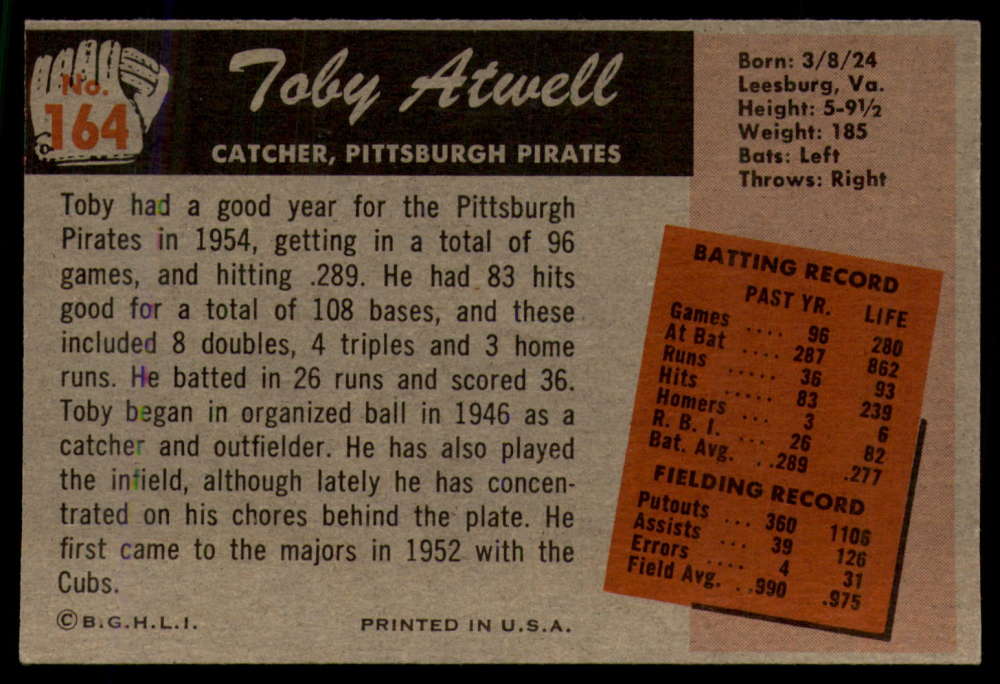 No.
164
Toby Atwell
CATCHER, PITTSBURGH PIRATES
Born: 3/8/24
Leesburg, Va.
Height: 5-9½
Weight: 185
Bats: Left
Throws: Right
Toby had a good year for the Pittsburgh
Pirates in 1954, getting in a total of 96
games, and hitting .289. He had 83 hits
good for a total of 108 bases, and these
included 8 doubles, 4 triples and 3 home
runs. He batted in 26 runs and scored 36.
Toby began in organized ball in 1946 as a
catcher and outfielder. He has also played
the infield, although lately he has concen-
trated on his chores behind the plate. He
first came to the majors in 1952 with the
Cubs.
BATTING RECORD
PAST YR. LIFE
Games .... 96 280
At Bat .... 287 862
Runs ..... 36 93
Hits ..... 83 239
Homers ... 3 6
R. B. I. ... 26 82
Bat. Avg. ..289 .277
FIELDING RECORD
Putouts ... 360 1106
Assists ... 39 126
Errors .... 4 31
Field Avg. ..990 .975
©B.G.H.L.I.
PRINTED IN U.S.A.